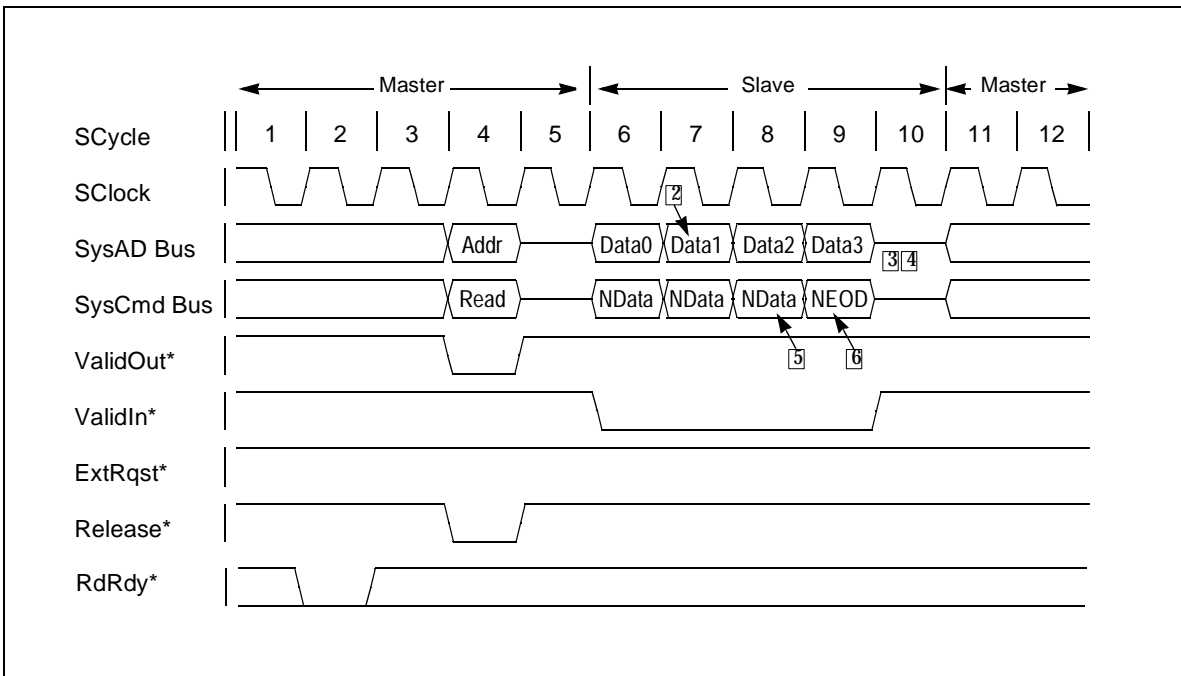 Master Slave Master
SCycle 1 2 3 4 5 6 7 8 9 10 11 12
SClock
2
SysAD Bus Addr Data0 Data1 Data2 Data3
3 4
SysCmd Bus Read NData NData NData NEOD
ValidOut* 5 6
ValidIn*
ExtRqst*
Release*
RdRdy*